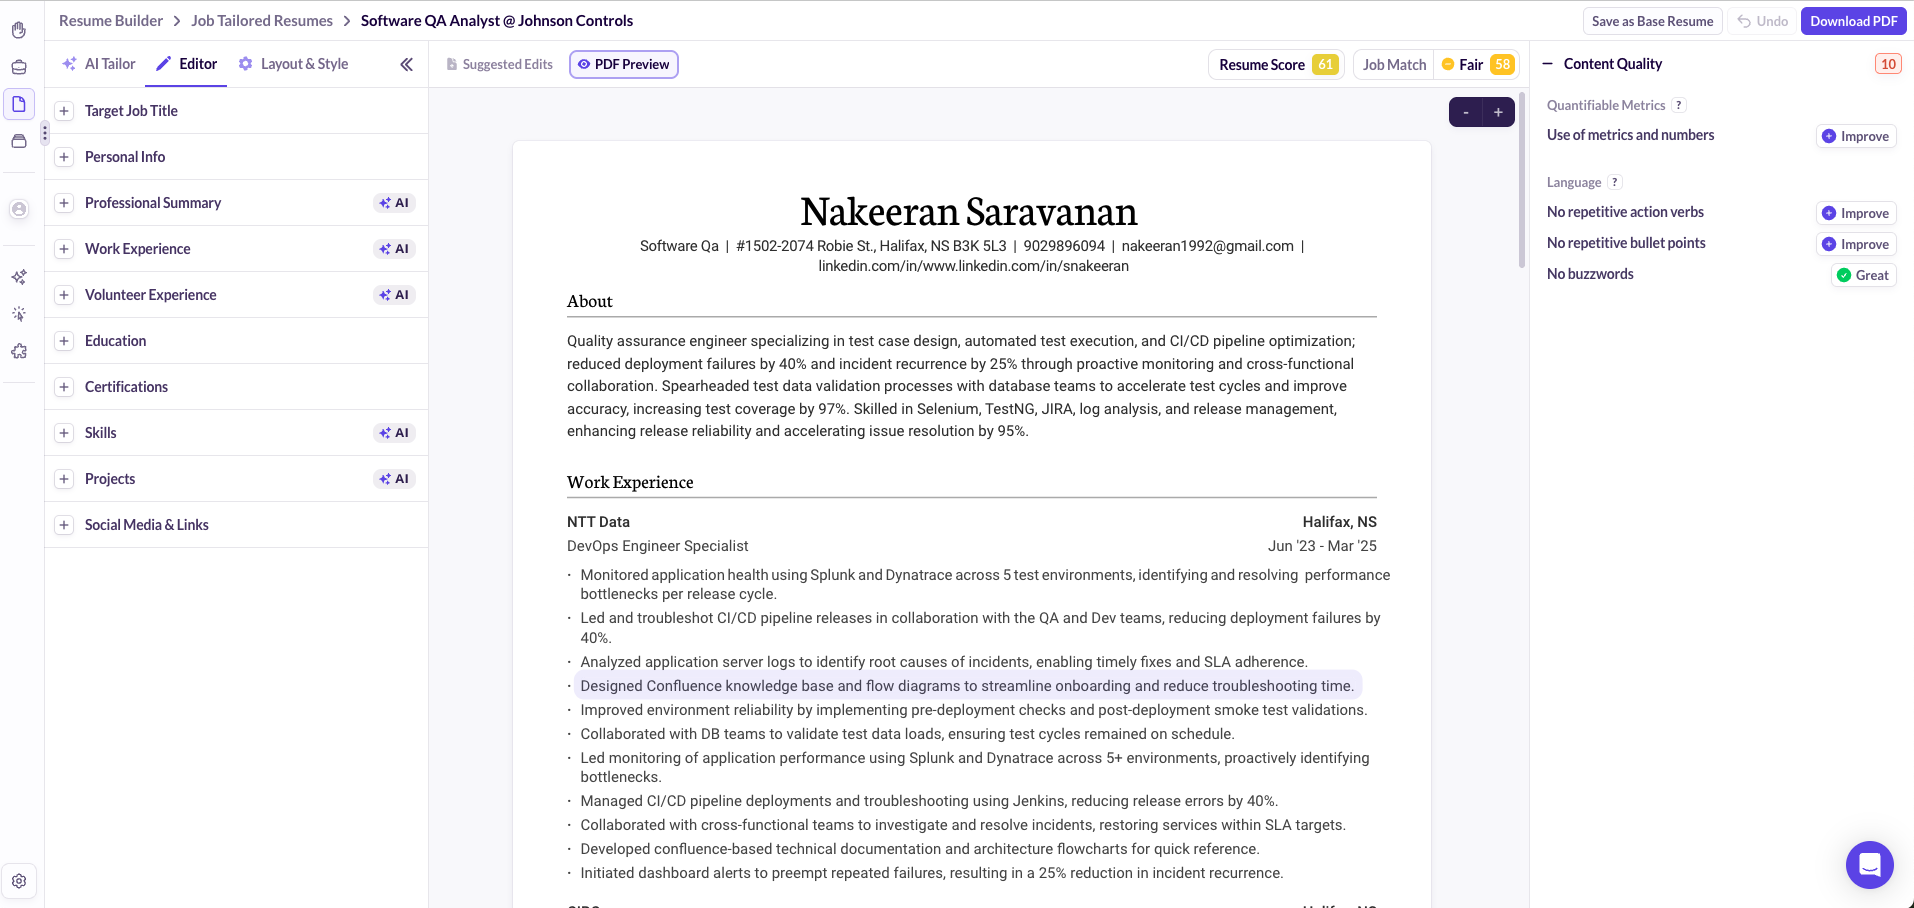 Resume Builder > Job Tailored Resumes > Software QA Analyst @ Johnson Controls
Save as Base Resume
Undo
Download PDF
AI Tailor
Editor
Layout & Style
Suggested Edits
PDF Preview
Resume Score 61
Job Match
Fair 58
Content Quality
10
Target Job Title
Personal Info
Professional Summary
AI
Work Experience
AI
Volunteer Experience
AI
Education
Certifications
Skills
AI
Projects
AI
Social Media & Links
- +
Nakeeran Saravanan
Software Qa | #1502-2074 Robie St., Halifax, NS B3K 5L3 | 9029896094 | nakeeran1992@gmail.com |
linkedin.com/in/www.linkedin.com/in/snakeeran
About
Quality assurance engineer specializing in test case design, automated test execution, and CI/CD pipeline optimization;
reduced deployment failures by 40% and incident recurrence by 25% through proactive monitoring and cross-functional
collaboration. Spearheaded test data validation processes with database teams to accelerate test cycles and improve
accuracy, increasing test coverage by 97%. Skilled in Selenium, TestNG, JIRA, log analysis, and release management,
enhancing release reliability and accelerating issue resolution by 95%.
Work Experience
NTT Data
Halifax, NS
DevOps Engineer Specialist
Jun '23 - Mar '25
· Monitored application health using Splunk and Dynatrace across 5 test environments, identifying and resolving performance
bottlenecks per release cycle.
· Led and troubleshot CI/CD pipeline releases in collaboration with the QA and Dev teams, reducing deployment failures by
40%.
· Analyzed application server logs to identify root causes of incidents, enabling timely fixes and SLA adherence.
· Designed Confluence knowledge base and flow diagrams to streamline onboarding and reduce troubleshooting time.
· Improved environment reliability by implementing pre-deployment checks and post-deployment smoke test validations.
· Collaborated with DB teams to validate test data loads, ensuring test cycles remained on schedule.
· Led monitoring of application performance using Splunk and Dynatrace across 5+ environments, proactively identifying
bottlenecks.
· Managed CI/CD pipeline deployments and troubleshooting using Jenkins, reducing release errors by 40%.
· Collaborated with cross-functional teams to investigate and resolve incidents, restoring services within SLA targets.
· Developed confluence-based technical documentation and architecture flowcharts for quick reference.
· Initiated dashboard alerts to preempt repeated failures, resulting in a 25% reduction in incident recurrence.
Quantifiable Metrics ?
Use of metrics and numbers
Improve
Language ?
No repetitive action verbs
Improve
No repetitive bullet points
Improve
No buzzwords
Great